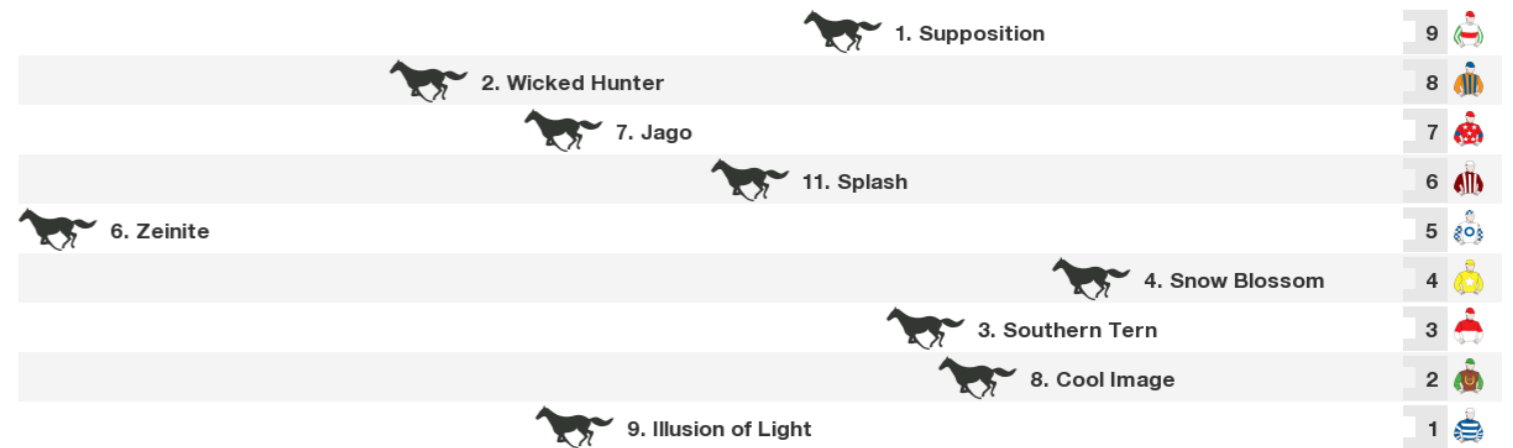 1. Supposition 9
2. Wicked Hunter 8
7. Jago 7
11. Splash 6
6. Zeinite 5
4. Snow Blossom 4
3. Southern Tern 3
8. Cool Image 2
9. Illusion of Light 1